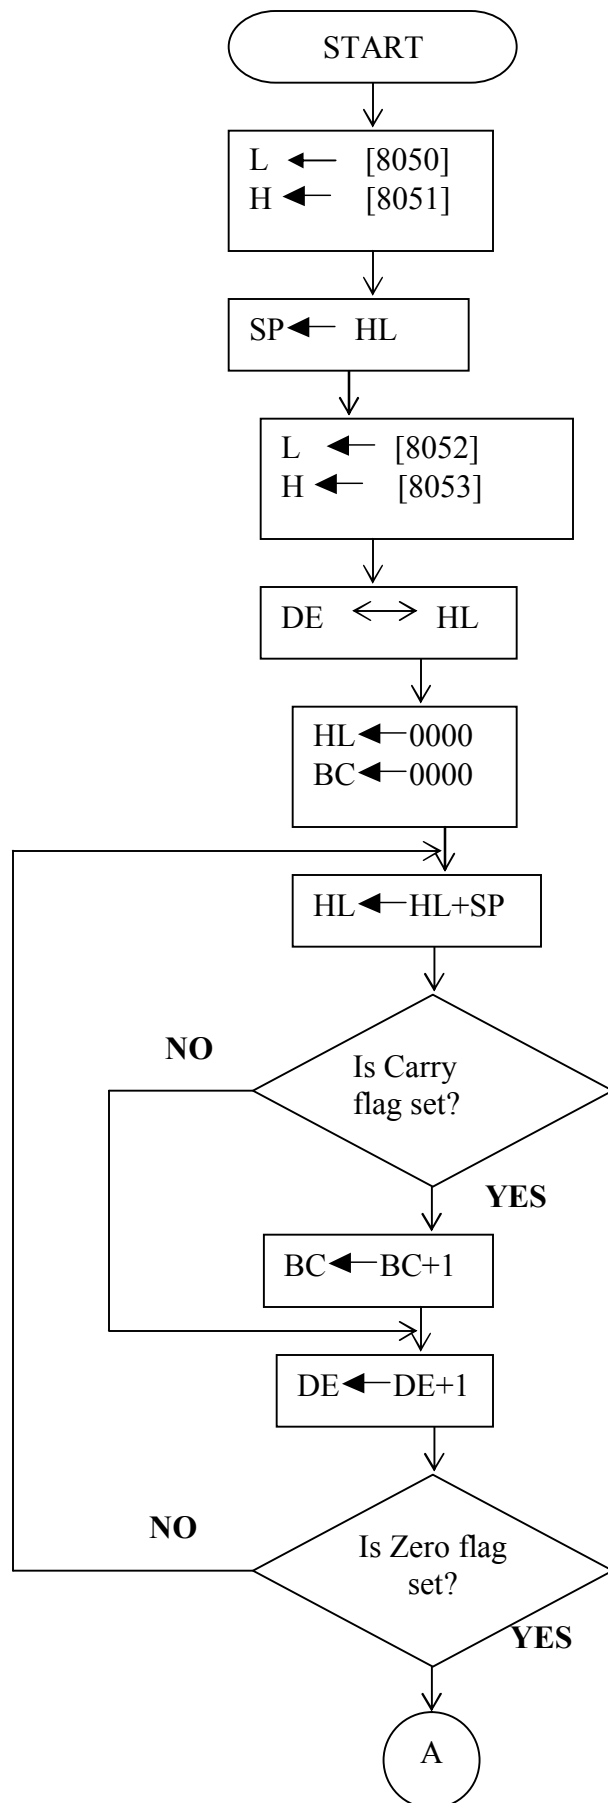 START
L [8050]
H [8051]
SP HL
L [8052]
H [8053]
DE HL
HL 0000
BC 0000
HL HL+SP
NO
Is Carry
flag set?
YES
BC BC+1
DE DE+1
NO
Is Zero flag
set?
YES
A